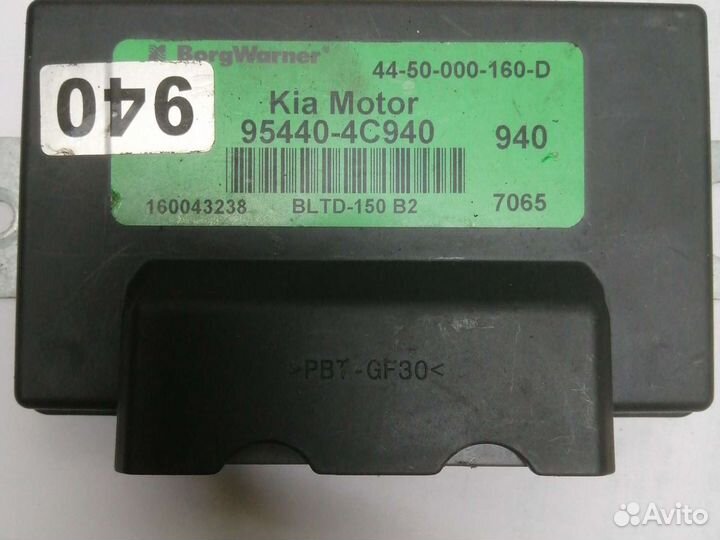 BorgWarner
44-50-000-160-D
940
Kia Motor
95440-4C940
940
160043238
BLTD-150 B2
7065
>PBT-GF30<
Avito